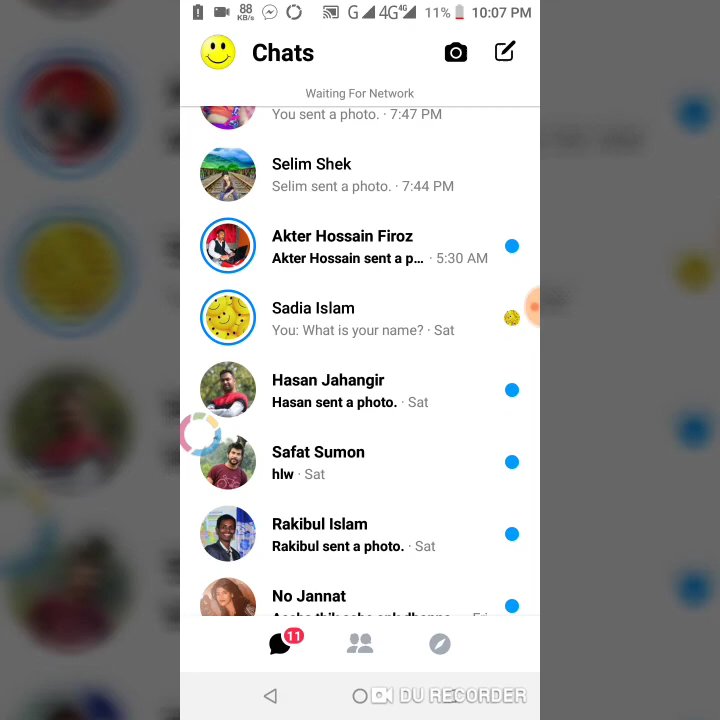 88 KB/s G 4G 4G 11% 10:07 PM
Chats
Waiting For Network
You sent a photo. · 7:47 PM
Selim Shek
Selim sent a photo. · 7:44 PM
Akter Hossain Firoz
Akter Hossain sent a p... · 5:30 AM
Sadia Islam
You: What is your name? · Sat
Hasan Jahangir
Hasan sent a photo. · Sat
Safat Sumon
hlw · Sat
Rakibul Islam
Rakibul sent a photo. · Sat
No Jannat
11
DU RECORDER